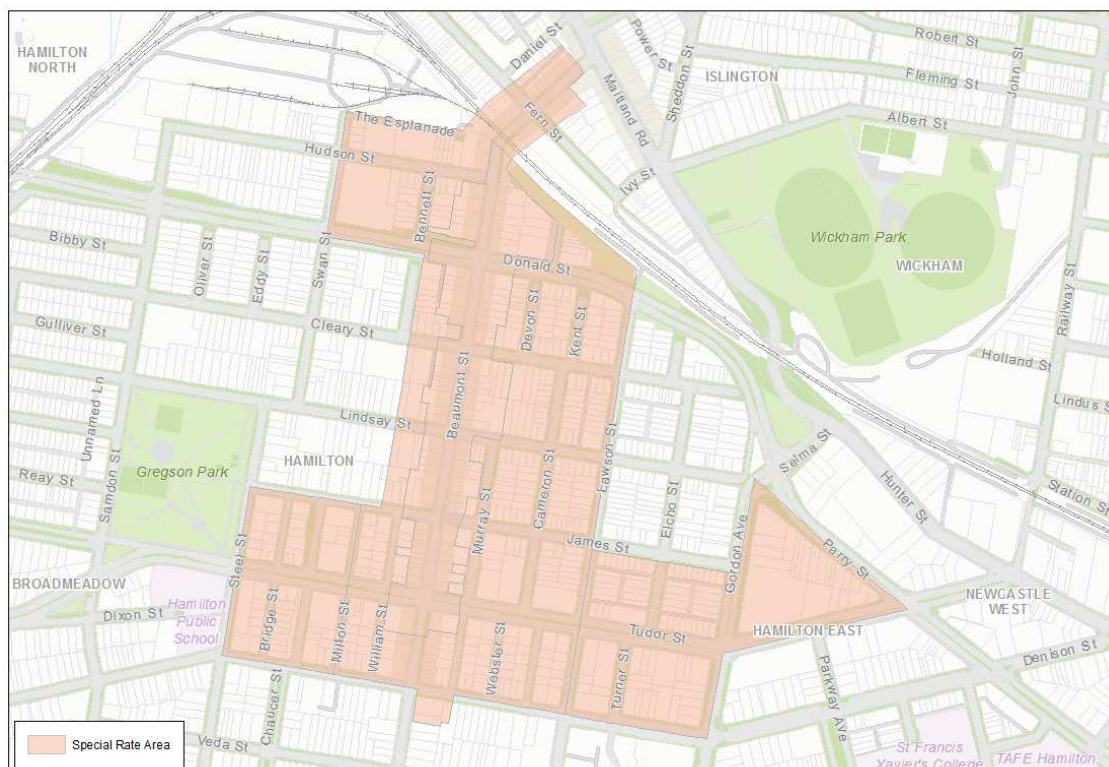 HAMILTON
NORTH
Daniel St
Power St
Sheddon St
Robert St
John St
ISLINGTON
Fleming St
Maitland Rd
Fern St
Albert St
The Esplanade
Hudson St
Ivy St
Bennett St
Wickham Park
WICKHAM
Bibby St
Oliver St
Eddy St
Swan St
Donald St
Railway St
Gulliver St
Cleary St
Devon St
Kent St
Holland St
Unnamed Ln
Beaumont St
Lindsay St
Lindus S
HAMILTON
Gregson Park
Reay St
Samdon St
Cameron St
Lawson St
Selma St
Murray St
Elcho St
Hunter St
Station St
James St
Gordon Ave
Parry St
BROADMEADOW
Steel St
Hamilton
Public
School
Dixon St
Bridge St
Milton St
William St
Webster St
Tudor St
Turner St
HAMILTON EAST
NEWCASTLE
WEST
Denison St
Parkway Ave
Chaucer St
Veda St
St Francis
Xavier's College
TAFE Hamilton
Special Rate Area